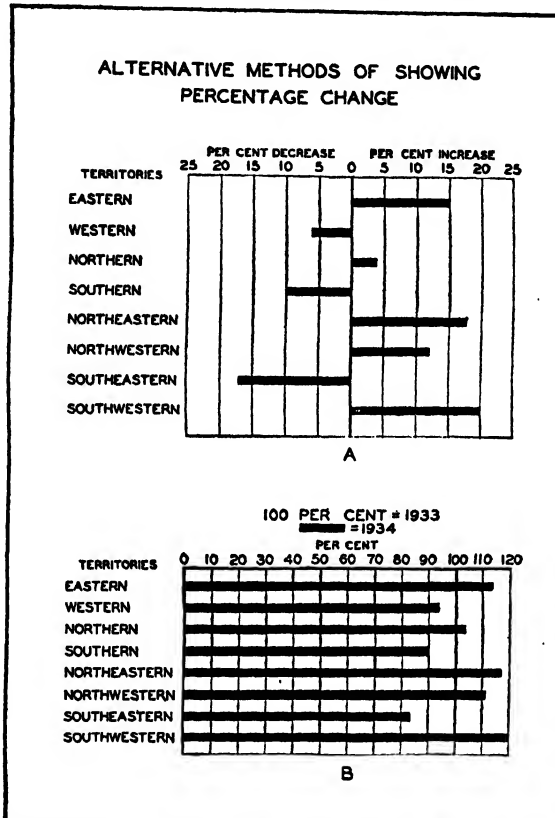 ALTERNATIVE METHODS OF SHOWING
PERCENTAGE CHANGE
PER CENT DECREASE PER CENT INCREASE
25 20 15 10 5 0 5 10 15 20 25
TERRITORIES
EASTERN
WESTERN
NORTHERN
SOUTHERN
NORTHEASTERN
NORTHWESTERN
SOUTHEASTERN
SOUTHWESTERN
A
100 PER CENT = 1933
= 1934
PER CENT
TERRITORIES 0 10 20 30 40 50 60 70 80 90 100 110 120
EASTERN
WESTERN
NORTHERN
SOUTHERN
NORTHEASTERN
NORTHWESTERN
SOUTHEASTERN
SOUTHWESTERN
B